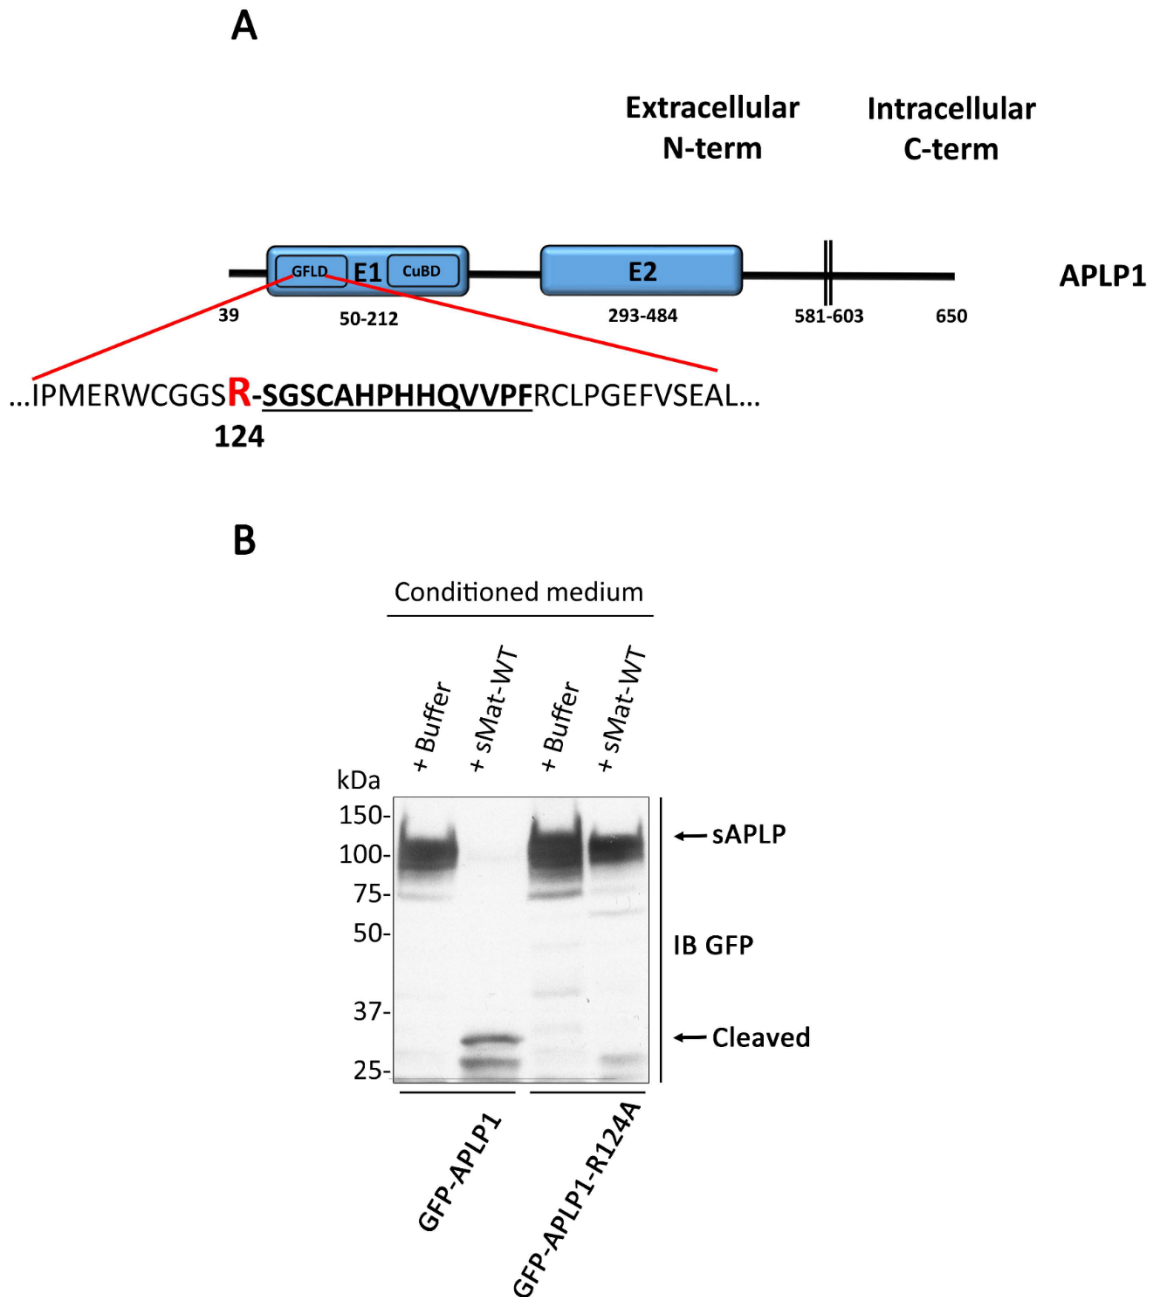 A
Extracellular
N-term
Intracellular
C-term
GFLD
E1
CuBD
E2
APLP1
39
50-212
293-484
581-603
650
...IPMERWCGGSR-SGSCAHPHHQVVPFRCLPGEFVSEAL...
124
B
Conditioned medium
+ Buffer
+ sMat-WT
+ Buffer
+ sMat-WT
kDa
150-
100-
75-
50-
37-
25-
sAPLP
IB GFP
Cleaved
GFP-APLP1
GFP-APLP1-R124A